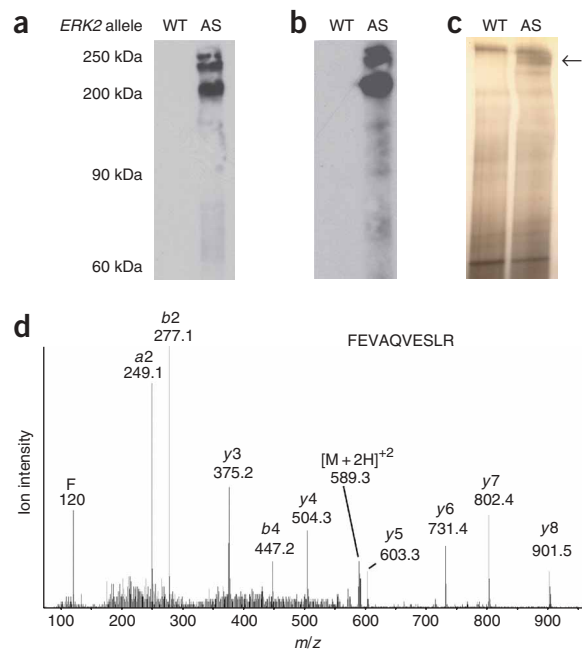 a
b
c
ERK2 allele WT AS
WT AS
WT AS
250 kDa
←
200 kDa
90 kDa
60 kDa
d
b2
277.1
FEVAQVESLR
a2
249.1
Ion intensity
F
120
y3
375.2
b4
447.2
y4
504.3
[M + 2H]+2
589.3
y5
603.3
y6
731.4
y7
802.4
y8
901.5
100 200 300 400 500 600 700 800 900
m/z